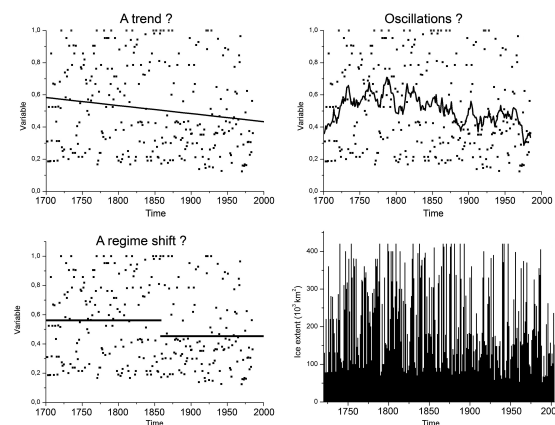 A trend ?
Variable
1,0
0,8
0,6
0,4
0,2
0,0
1700 1750 1800 1850 1900 1950 2000
Time
Oscillations ?
Variable
1,0
0,8
0,6
0,4
0,2
0,0
1700 1750 1800 1850 1900 1950 2000
Time
A regime shift ?
Variable
1,0
0,8
0,6
0,4
0,2
0,0
1700 1750 1800 1850 1900 1950 2000
Time
Ice extent (10³ km²)
400
300
200
100
0
1750 1800 1850 1900 1950 2000
Time